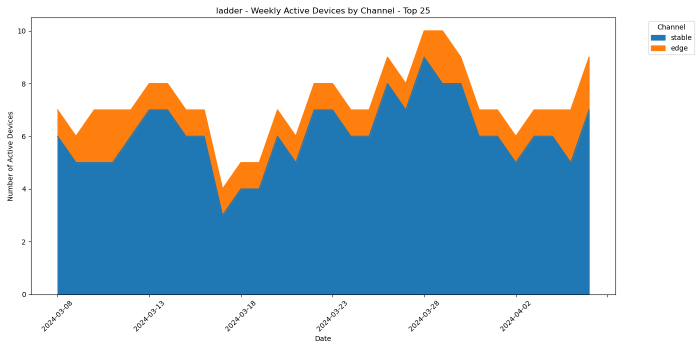 ladder - Weekly Active Devices by Channel - Top 25
Channel
stable
edge
Number of Active Devices
10
8
6
4
2
0
2024-03-08
2024-03-13
2024-03-18
2024-03-23
2024-03-28
2024-04-02
Date